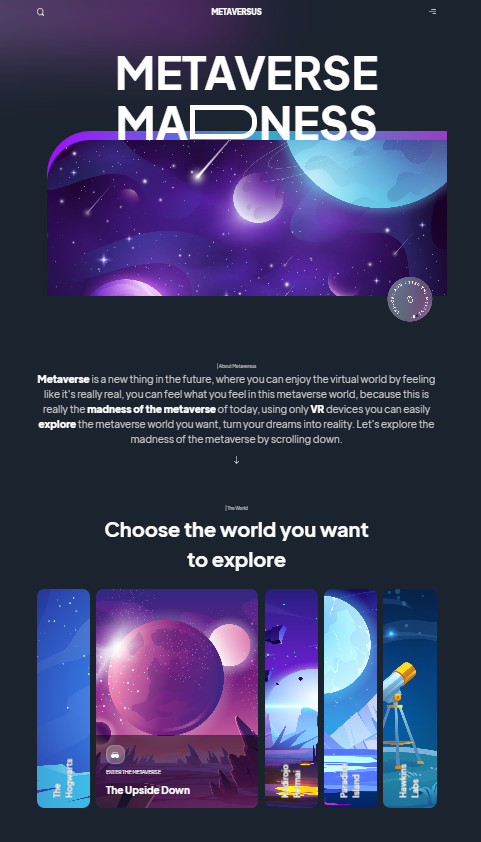 METAVERSUS
METAVERSE
MADNESS
| About Metaversus
Metaverse is a new thing in the future, where you can enjoy the virtual world by feeling
like it's really real, you can feel what you feel in this metaverse world, because this is
really the madness of the metaverse of today, using only VR devices you can easily
explore the metaverse world you want, turn your dreams into reality. Let's explore the
madness of the metaverse by scrolling down.
| The World
Choose the world you want
to explore
The
Hogwarts
ENTER THE METAVERSE
The Upside Down
Permai
Paradise
Island
Hawkins
Labs